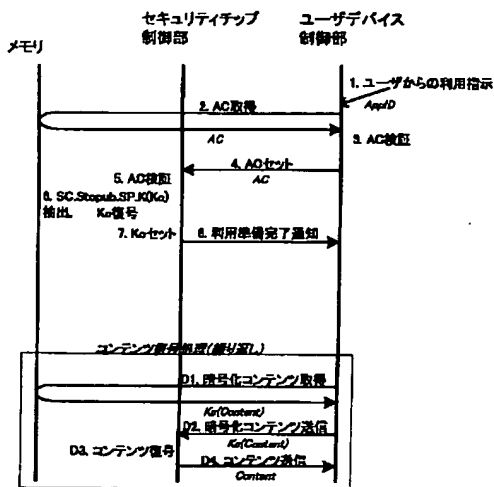 メモリ
セキュリティチップ
制御部
ユーザデバイス
制御部
1. ユーザからの利用指示
AppID
2. AC取得
AC
3. AC検証
4. ACセット
AC
5. AC検証
6. SC.Stopub.SP.K(Kc)
抽出、 Kc復号
7. Kcセット
8. 利用準備完了通知
コンテンツ復号処理(繰り返し)
D1. 暗号化コンテンツ取得
Kc(Content)
D2. 暗号化コンテンツ送信
Kc(Content)
D3. コンテンツ復号
D4. コンテンツ送信
Content